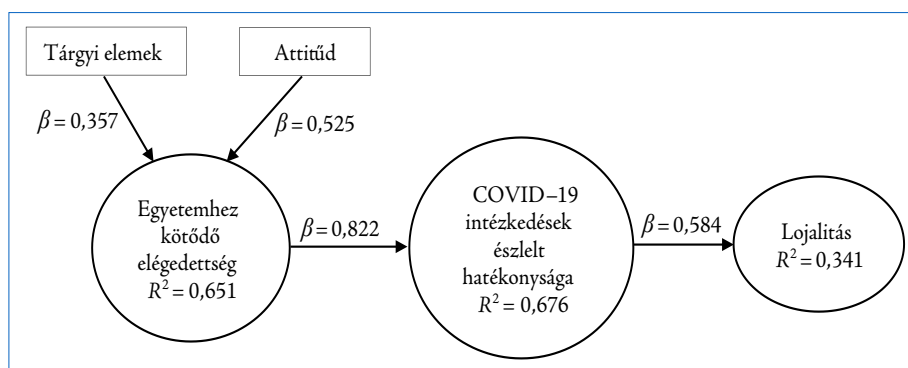 Tárgyi elemek
Attitűd
β = 0,357
β = 0,525
Egyetemhez
kötődő
elégedettség
R² = 0,651
β = 0,822
COVID–19
intézkedések
észlelt
hatékonysága
R² = 0,676
β = 0,584
Lojalitás
R² = 0,341